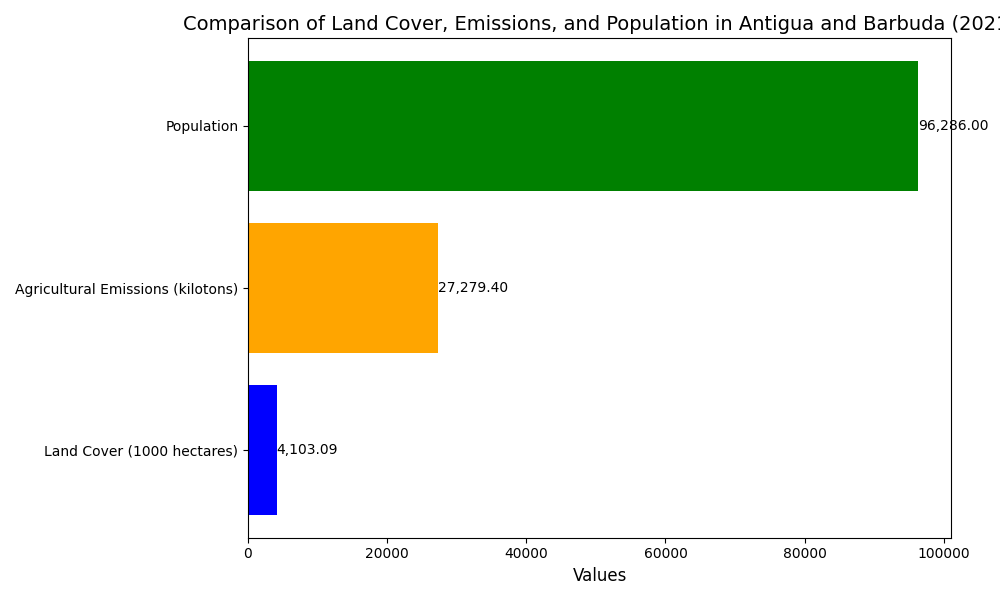 Comparison of Land Cover, Emissions, and Population in Antigua and Barbuda (2021
Population
96,286.00
Agricultural Emissions (kilotons)
27,279.40
Land Cover (1000 hectares)
4,103.09
0 20000 40000 60000 80000 100000
Values